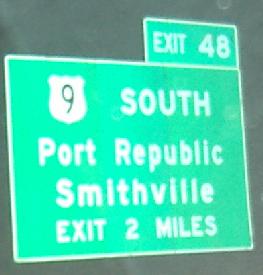 EXIT 48
9 SOUTH
Port Republic
Smithville
EXIT 2 MILES